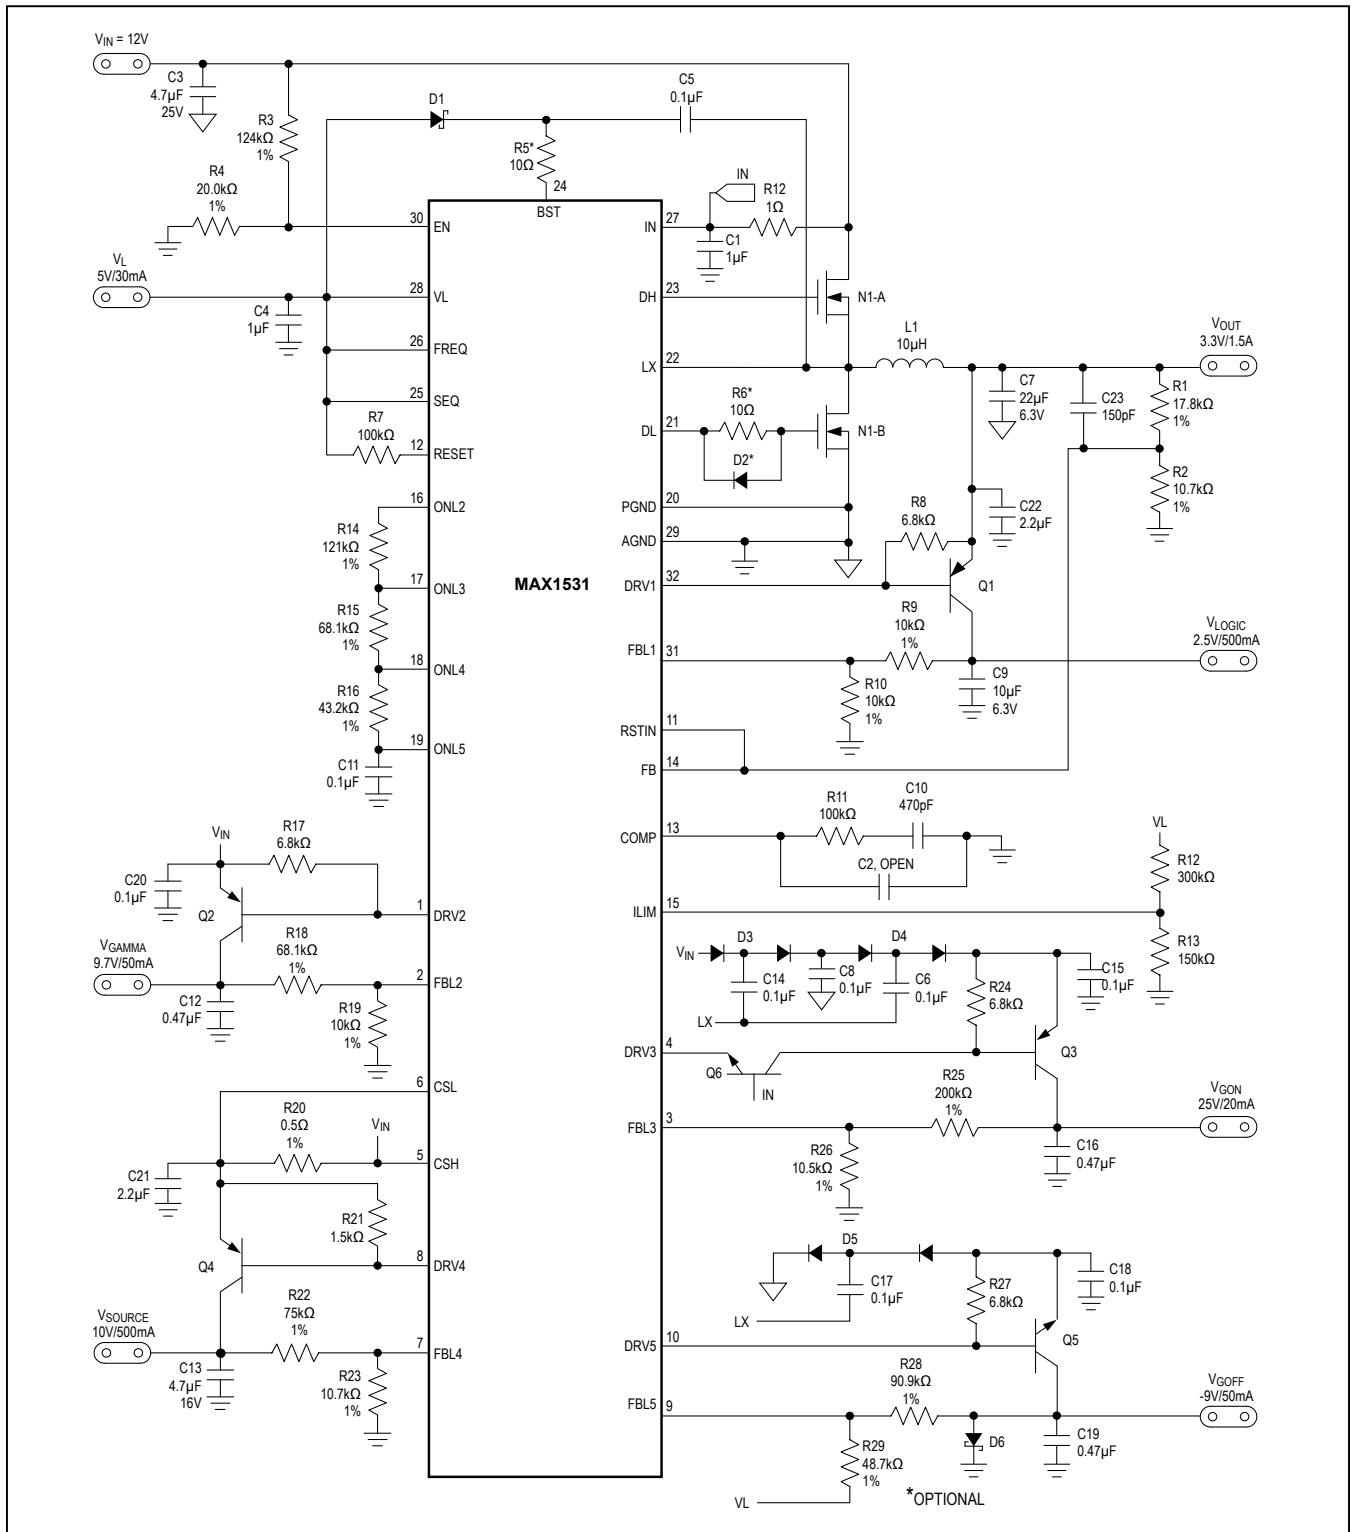 VIN = 12V
C3
4.7µF
25V
R3
124kΩ
1%
R4
20.0kΩ
1%
D1
C5
0.1µF
R5*
10Ω
24
BST
30
EN
IN
27
IN
R12
1Ω
C1
1µF
VL
5V/30mA
C4
1µF
28
VL
26
FREQ
25
SEQ
R7
100kΩ
12
RESET
DH
23
N1-A
LX
22
L1
10µH
VOUT
3.3V/1.5A
C7
22µF
6.3V
C23
150pF
R1
17.8kΩ
1%
R2
10.7kΩ
1%
DL
21
R6*
10Ω
D2*
N1-B
PGND
20
AGND
29
R8
6.8kΩ
C22
2.2µF
DRV1
32
Q1
MAX1531
16
ONL2
R14
121kΩ
1%
17
ONL3
R15
68.1kΩ
1%
18
ONL4
R16
43.2kΩ
1%
19
ONL5
C11
0.1µF
FBL1
31
R9
10kΩ
1%
R10
10kΩ
1%
C9
10µF
6.3V
VLOGIC
2.5V/500mA
RSTIN
11
FB
14
COMP
13
R11
100kΩ
C10
470pF
C2, OPEN
VL
R12
300kΩ
ILIM
15
R13
150kΩ
VIN
R17
6.8kΩ
C20
0.1µF
Q2
1
DRV2
VGAMMA
9.7V/50mA
R18
68.1kΩ
1%
2
FBL2
C12
0.47µF
R19
10kΩ
1%
VIN
D3
D4
C14
0.1µF
C8
0.1µF
C6
0.1µF
R24
6.8kΩ
C15
0.1µF
LX
DRV3
4
Q6
IN
Q3
6
CSL
R20
0.5Ω
1%
VIN
5
CSH
C21
2.2µF
R21
1.5kΩ
Q4
8
DRV4
FBL3
3
R25
200kΩ
1%
R26
10.5kΩ
1%
C16
0.47µF
VGON
25V/20mA
VSOURCE
10V/500mA
R22
75kΩ
1%
7
FBL4
C13
4.7µF
16V
R23
10.7kΩ
1%
D5
C17
0.1µF
LX
R27
6.8kΩ
C18
0.1µF
DRV5
10
Q5
FBL5
9
R28
90.9kΩ
1%
R29
48.7kΩ
1%
VL
D6
C19
0.47µF
VGOFF
-9V/50mA
*OPTIONAL